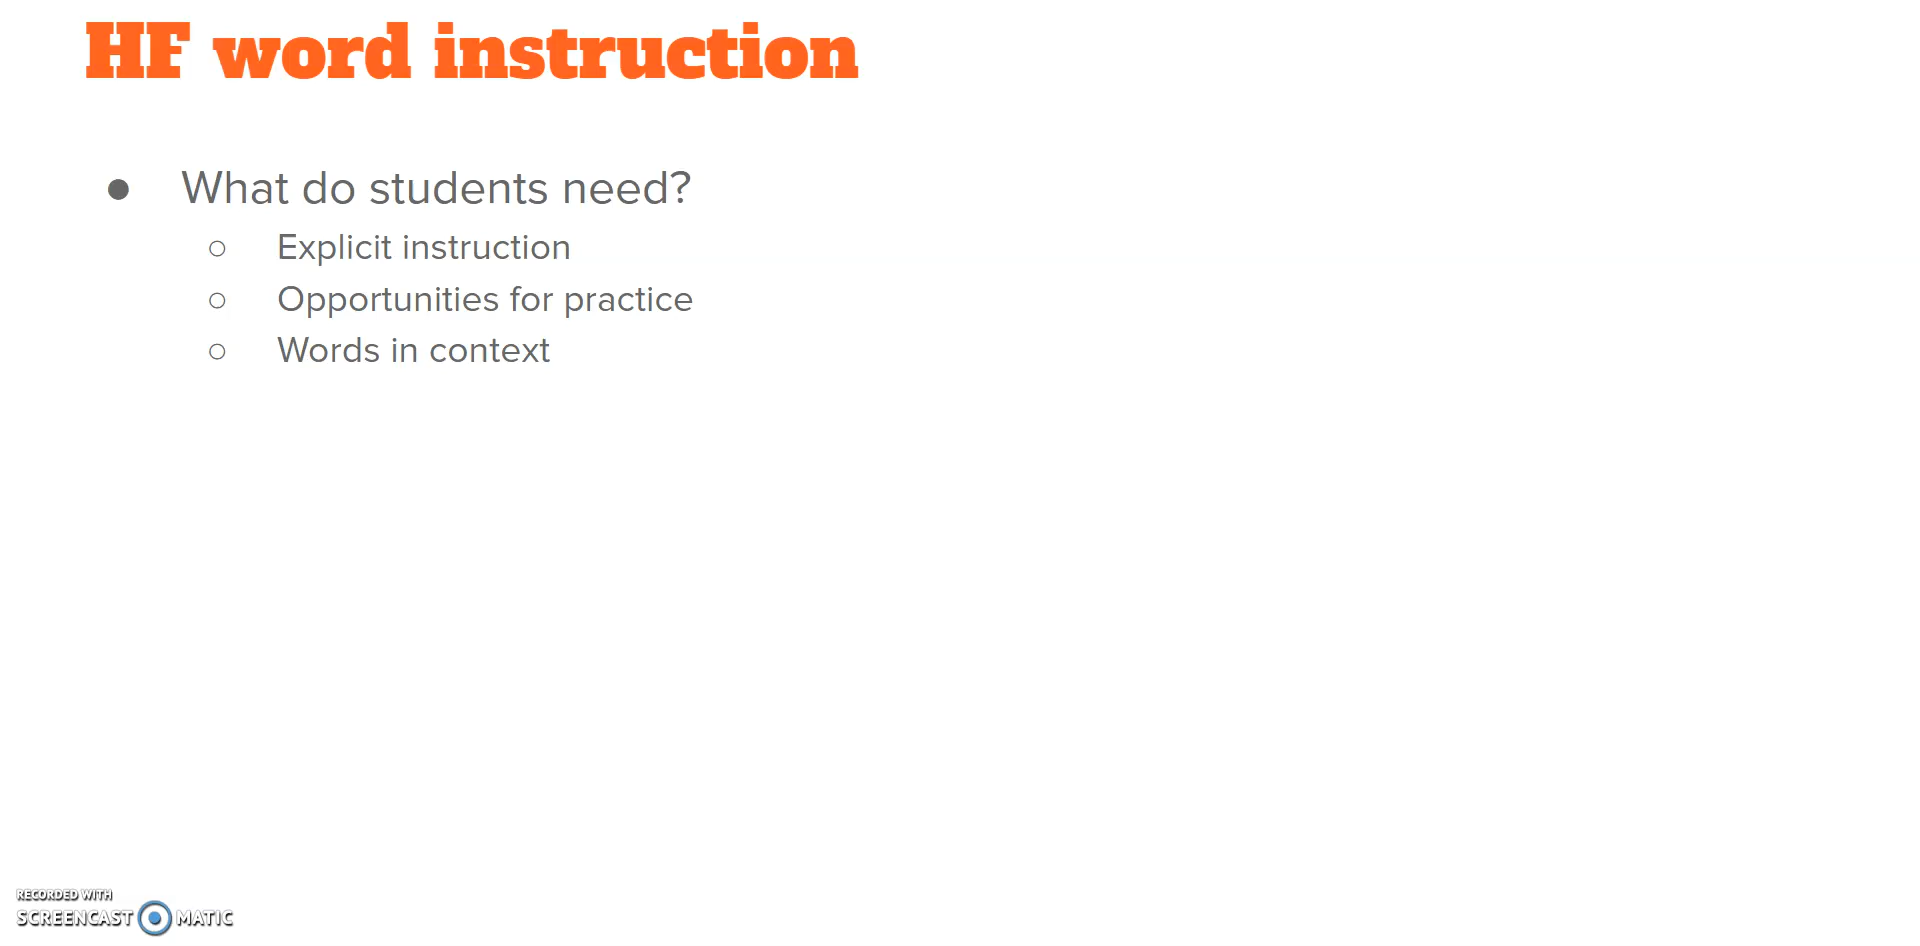 HF word instruction
● What do students need?
○ Explicit instruction
○ Opportunities for practice
○ Words in context
RECORDED WITH
SCREENCAST MATIC